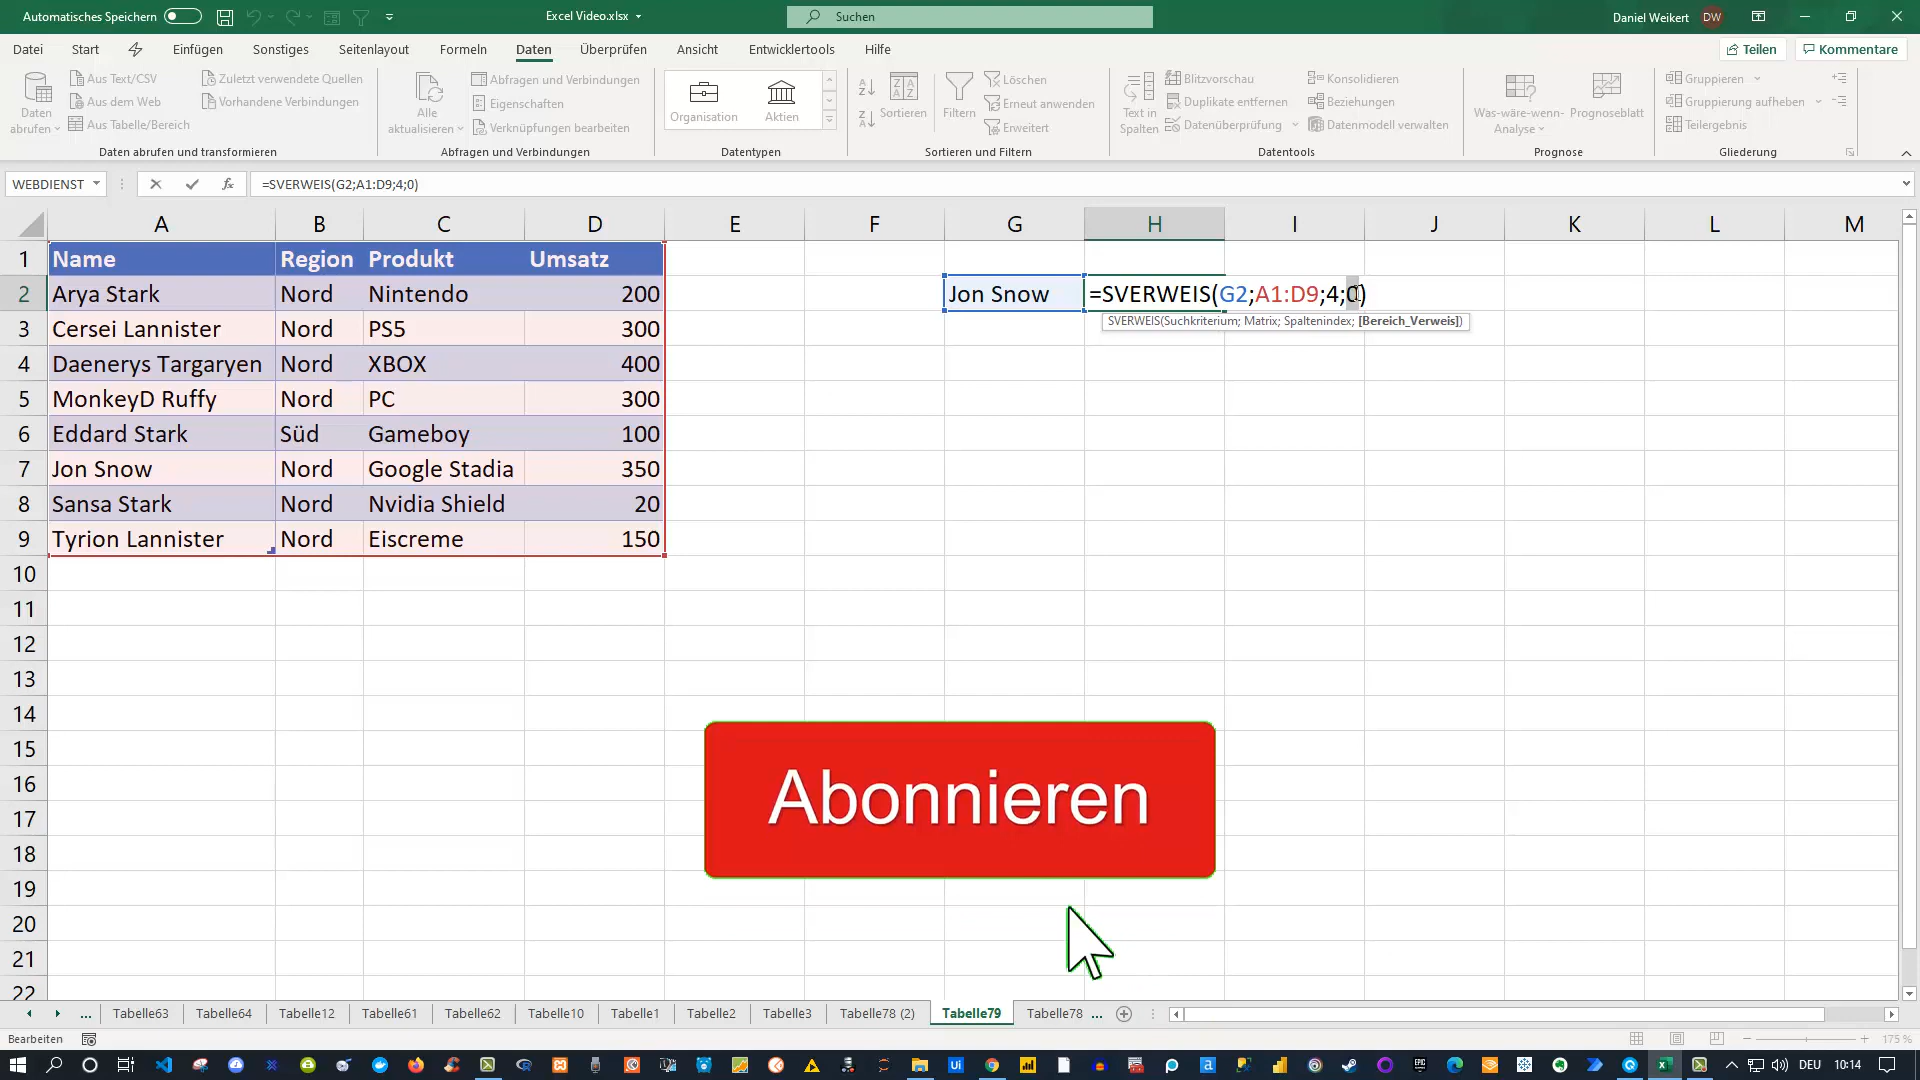 Automatisches Speichern
Excel Video.xlsx
Suchen
Daniel Weikert
DW
Datei
Start
Einfügen
Sonstiges
Seitenlayout
Formeln
Daten
Überprüfen
Ansicht
Entwicklertools
Hilfe
Teilen
Kommentare
Daten abrufen
Aus Text/CSV
Aus dem Web
Aus Tabelle/Bereich
Zuletzt verwendete Quellen
Vorhandene Verbindungen
Daten abrufen und transformieren
Alle aktualisieren
Abfragen und Verbindungen
Eigenschaften
Verknüpfungen bearbeiten
Abfragen und Verbindungen
Organisation
Aktien
Datentypen
Sortieren
Filtern
Löschen
Erneut anwenden
Erweitert
Sortieren und Filtern
Text in Spalten
Blitzvorschau
Duplikate entfernen
Datenüberprüfung
Konsolidieren
Beziehungen
Datenmodell verwalten
Datentools
Was-wäre-wenn-Analyse
Prognoseblatt
Prognose
Gruppieren
Gruppierung aufheben
Teilergebnis
Gliederung
WEBDIENST
fx
=SVERWEIS(G2;A1:D9;4;0)
A B C D E F G H I J K L M
1 Name Region Produkt Umsatz
2 Arya Stark Nord Nintendo 200 Jon Snow =SVERWEIS(G2;A1:D9;4;0)
SVERWEIS(Suchkriterium; Matrix; Spaltenindex; [Bereich_Verweis])
3 Cersei Lannister Nord PS5 300
4 Daenerys Targaryen Nord XBOX 400
5 MonkeyD Ruffy Nord PC 300
6 Eddard Stark Süd Gameboy 100
7 Jon Snow Nord Google Stadia 350
8 Sansa Stark Nord Nvidia Shield 20
9 Tyrion Lannister Nord Eiscreme 150
10
11
12
13
14
15
16
17
18
19
20
21
22
Abonnieren
... Tabelle63 Tabelle64 Tabelle12 Tabelle61 Tabelle62 Tabelle10 Tabelle1 Tabelle2 Tabelle3 Tabelle78 (2) Tabelle79 Tabelle78 ...
Bearbeiten
175 %
DEU
10:14